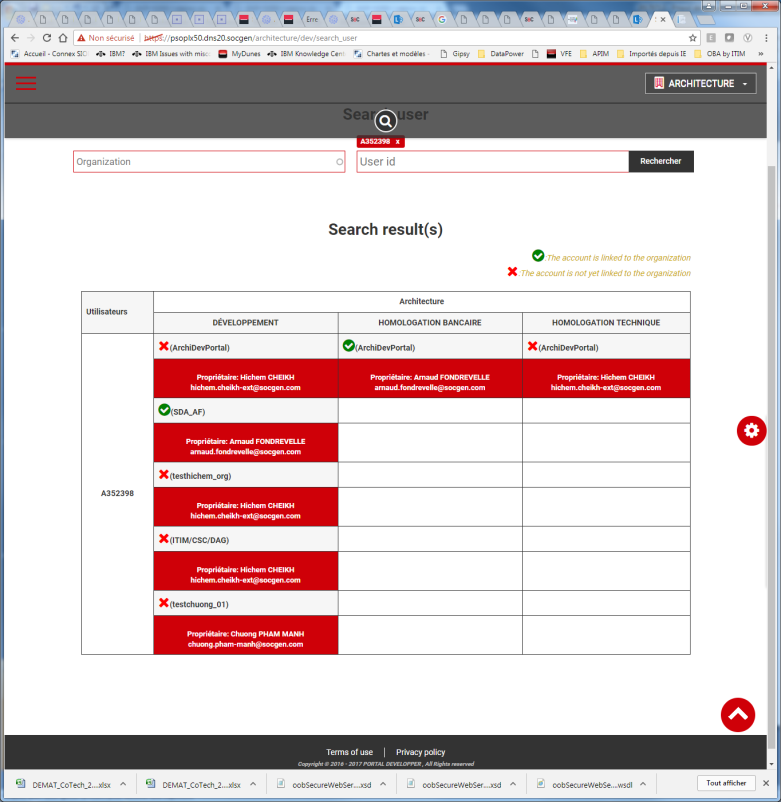 Erre
SoC
SoC
SoC
Non sécurisé | https://psoplx50.dns20.socgen/architecture/dev/search_user
Accueil - Connex SIO
IBM?
IBM Issues with misc
MyDunes
IBM Knowledge Cent
Chartes et modèles -
Gipsy
DataPower
VFE
APIM
Importés depuis IE
OBA by ITIM
»
ARCHITECTURE
Search user
A352398 x
Organization
User id
Rechercher
Search result(s)
:The account is linked to the organization
:The account is not yet linked to the organization
Utilisateurs
Architecture
DÉVELOPPEMENT
HOMOLOGATION BANCAIRE
HOMOLOGATION TECHNIQUE
A352398
(ArchiDevPortal)
(ArchiDevPortal)
(ArchiDevPortal)
Propriétaire: Hichem CHEIKH
hichem.cheikh-ext@socgen.com
Propriétaire: Arnaud FONDREVELLE
arnaud.fondrevelle@socgen.com
Propriétaire: Hichem CHEIKH
hichem.cheikh-ext@socgen.com
(SDA_AF)
Propriétaire: Arnaud FONDREVELLE
arnaud.fondrevelle@socgen.com
(testhichem_org)
Propriétaire: Hichem CHEIKH
hichem.cheikh-ext@socgen.com
(ITIM/CSC/DAG)
Propriétaire: Hichem CHEIKH
hichem.cheikh-ext@socgen.com
(testchuong_01)
Propriétaire: Chuong PHAM MANH
chuong.pham-manh@socgen.com
Terms of use | Privacy policy
Copyright © 2016 - 2017 PORTAL DEVELOPPER , All Rights reserved
DEMAT_CoTech_2....xlsx
DEMAT_CoTech_2....xlsx
oobSecureWebSer....xsd
oobSecureWebSer....xsd
oobSecureWebSe....wsdl
Tout afficher